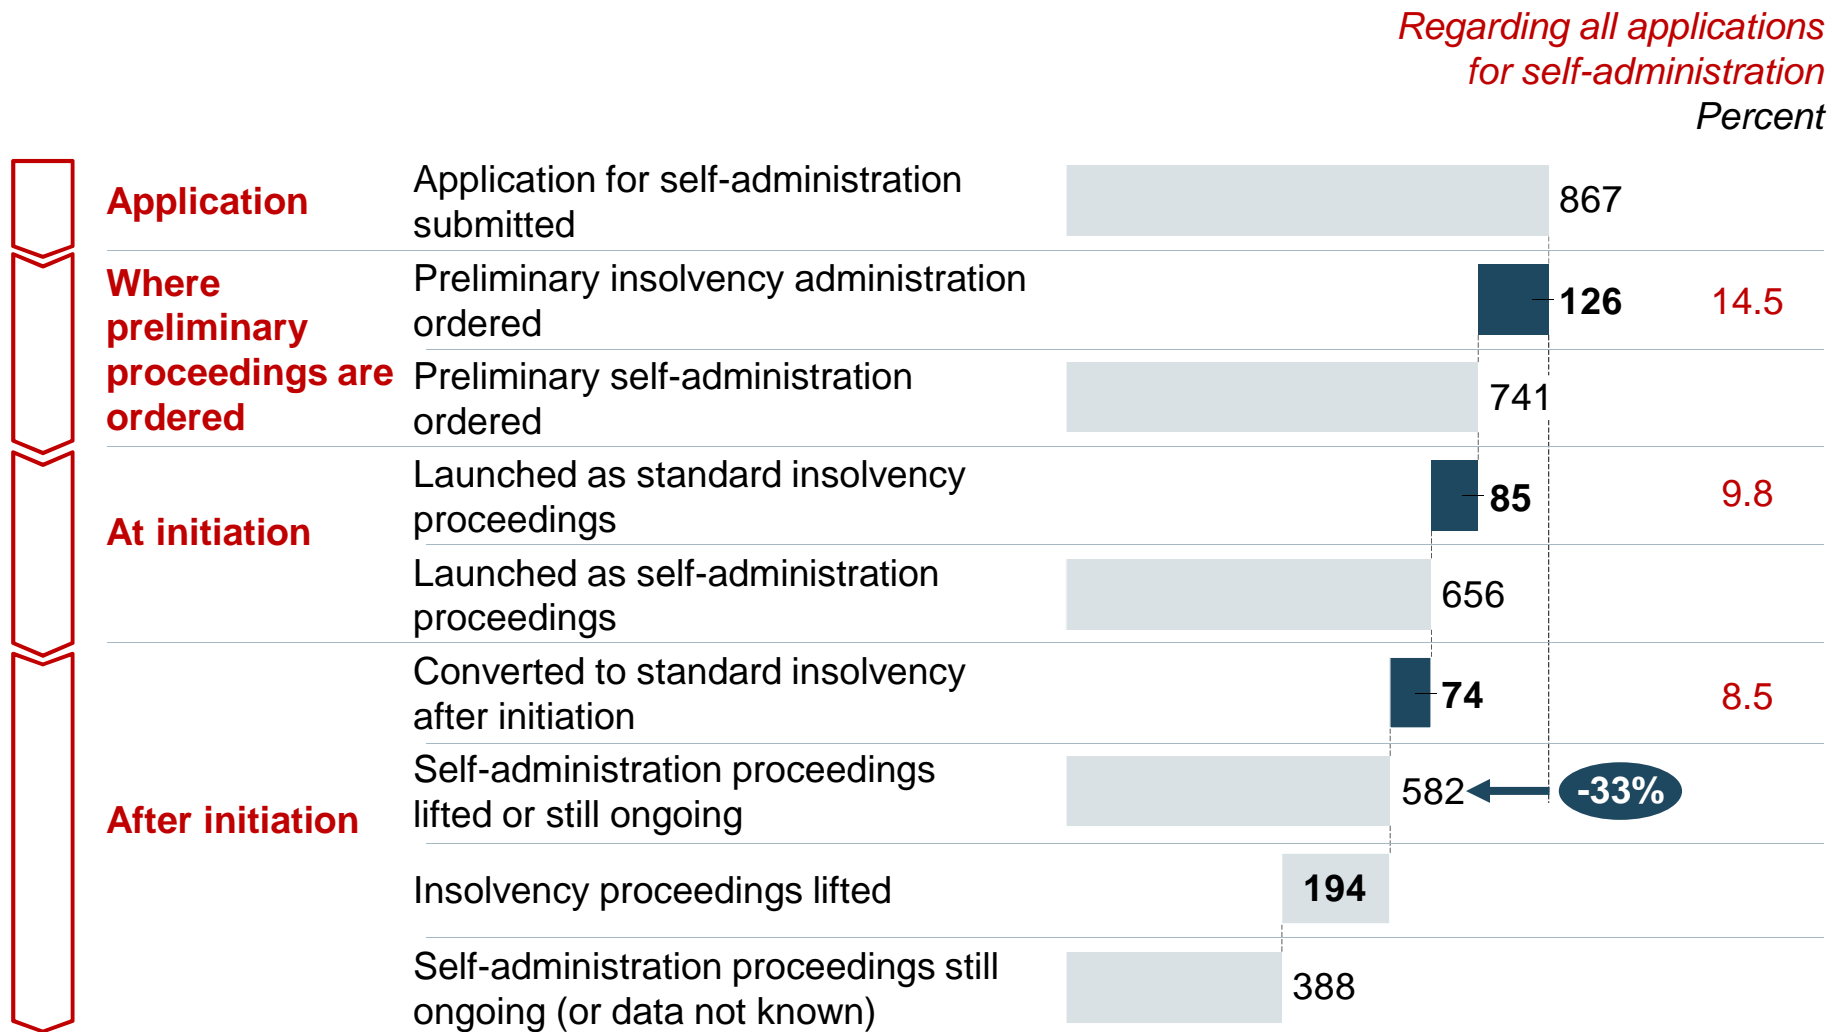 Regarding all applications
for self-administration
Percent
Application
Application for self-administration
submitted
867
Where
preliminary
proceedings are
ordered
Preliminary insolvency administration
ordered
126
14.5
Preliminary self-administration
ordered
741
At initiation
Launched as standard insolvency
proceedings
85
9.8
Launched as self-administration
proceedings
656
After initiation
Converted to standard insolvency
after initiation
74
8.5
Self-administration proceedings
lifted or still ongoing
582
-33%
Insolvency proceedings lifted
194
Self-administration proceedings still
ongoing (or data not known)
388